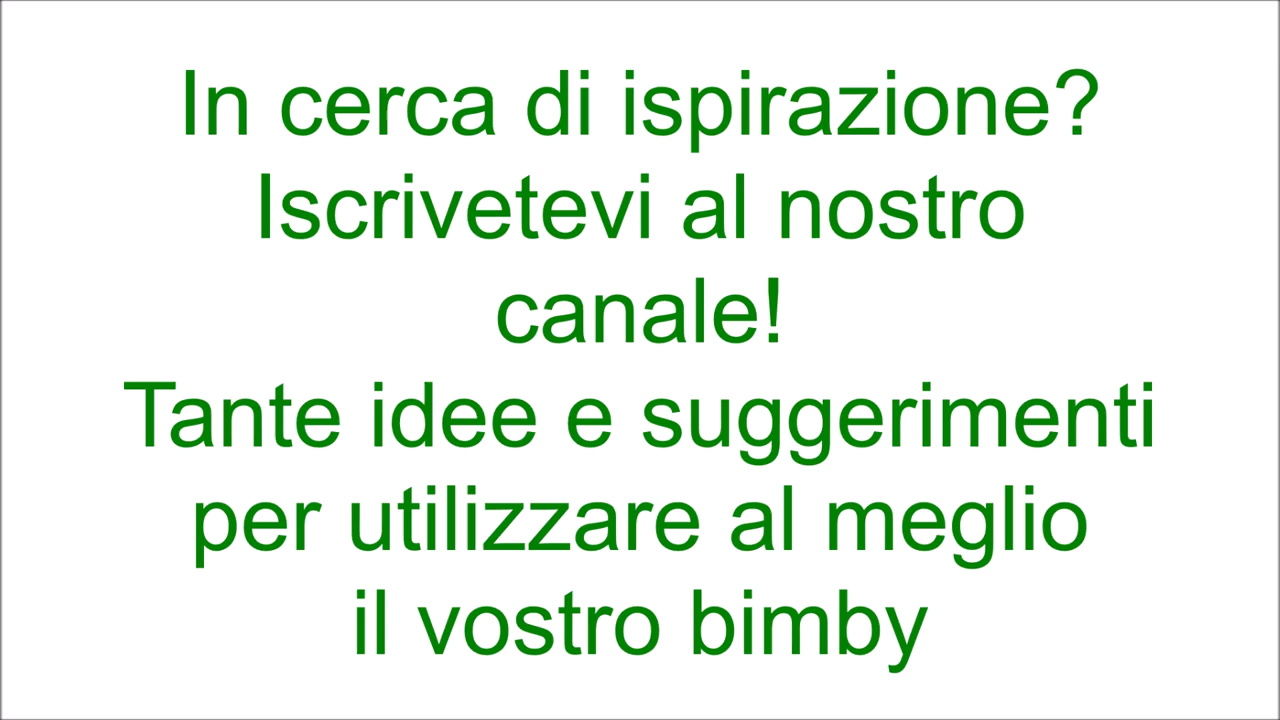 In cerca di ispirazione?
Iscrivetevi al nostro
canale!
Tante idee e suggerimenti
per utilizzare al meglio
il vostro bimby